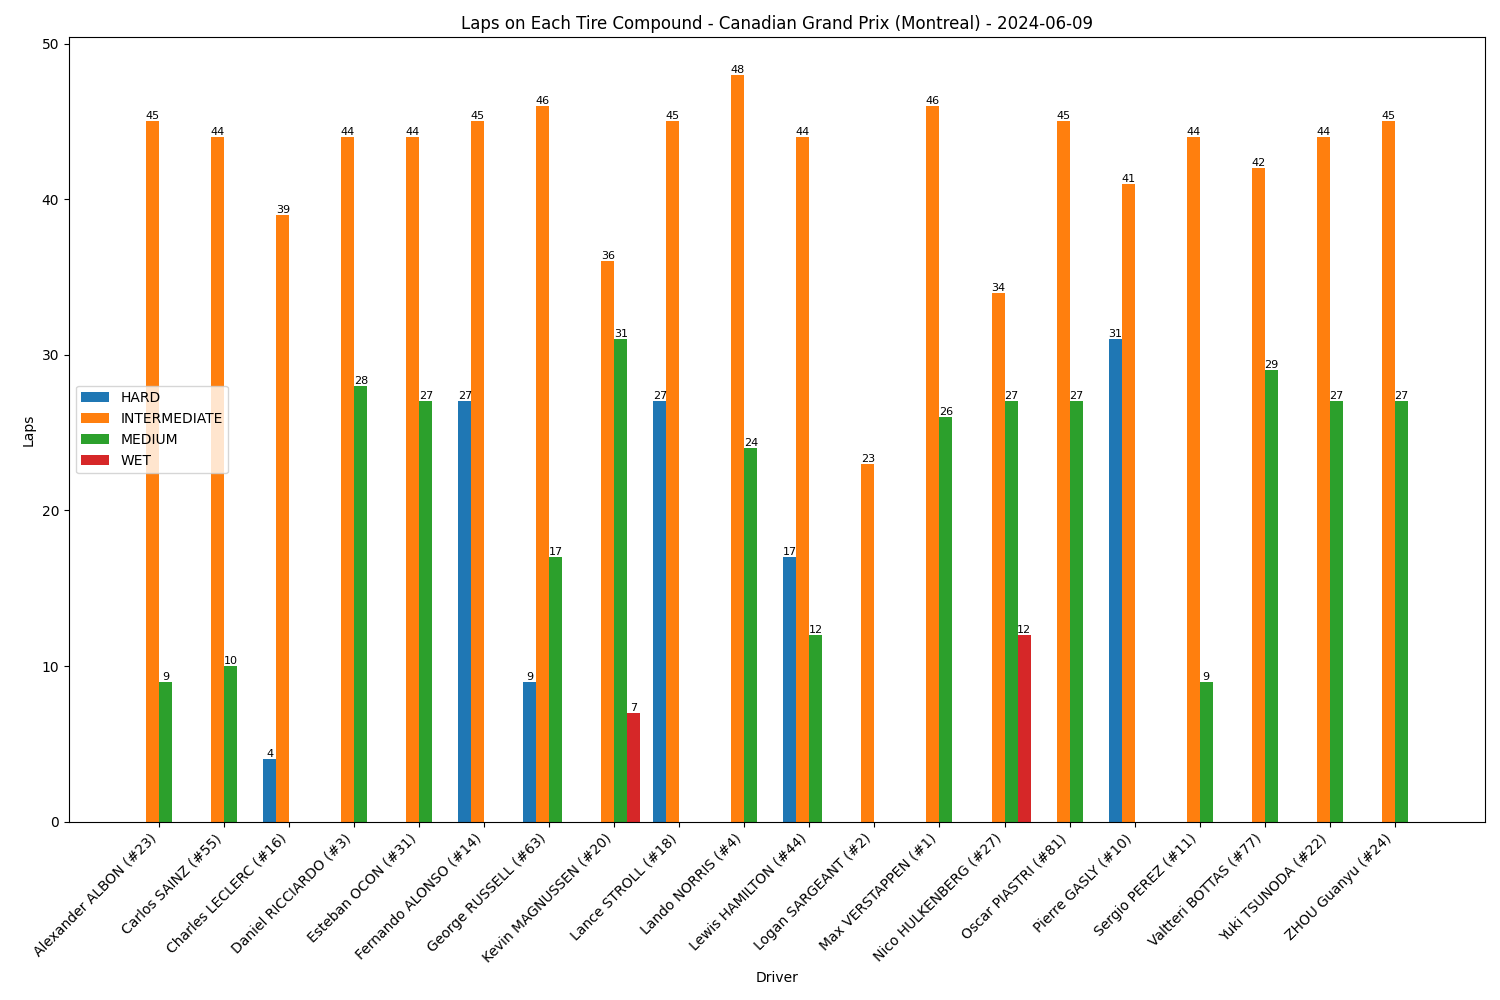 Laps on Each Tire Compound - Canadian Grand Prix (Montreal) - 2024-06-09
50
40
30
20
10
0
Laps
HARD
INTERMEDIATE
MEDIUM
WET
45
9
44
10
4
39
44
28
44
27
27
45
9
46
17
36
31
7
27
45
48
24
17
44
12
23
46
26
34
27
12
45
27
31
41
44
9
42
29
44
27
45
27
Alexander ALBON (#23)
Carlos SAINZ (#55)
Charles LECLERC (#16)
Daniel RICCIARDO (#3)
Esteban OCON (#31)
Fernando ALONSO (#14)
George RUSSELL (#63)
Kevin MAGNUSSEN (#20)
Lance STROLL (#18)
Lando NORRIS (#4)
Lewis HAMILTON (#44)
Logan SARGEANT (#2)
Max VERSTAPPEN (#1)
Nico HULKENBERG (#27)
Oscar PIASTRI (#81)
Pierre GASLY (#10)
Sergio PEREZ (#11)
Valtteri BOTTAS (#77)
Yuki TSUNODA (#22)
ZHOU Guanyu (#24)
Driver